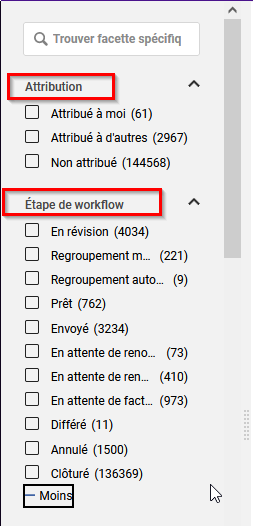 Trouver facette spécifiq
Attribution
Attribué à moi (61)
Attribué à d'autres (2967)
Non attribué (144568)
Étape de workflow
En révision (4034)
Regroupement m... (221)
Regroupement auto... (9)
Prêt (762)
Envoyé (3234)
En attente de reno... (73)
En attente de ren... (410)
En attente de fact... (973)
Différé (11)
Annulé (1500)
Clôturé (136369)
Moins